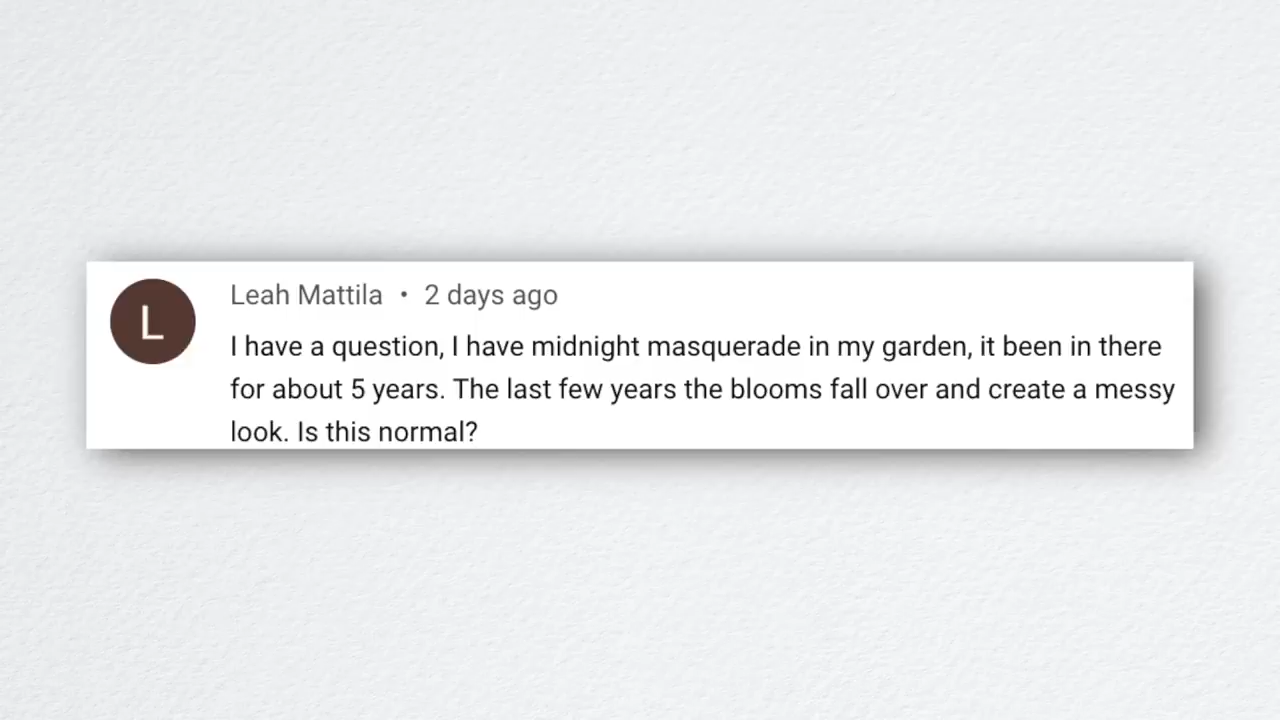 L
Leah Mattila • 2 days ago
I have a question, I have midnight masquerade in my garden, it been in there
for about 5 years. The last few years the blooms fall over and create a messy
look. Is this normal?